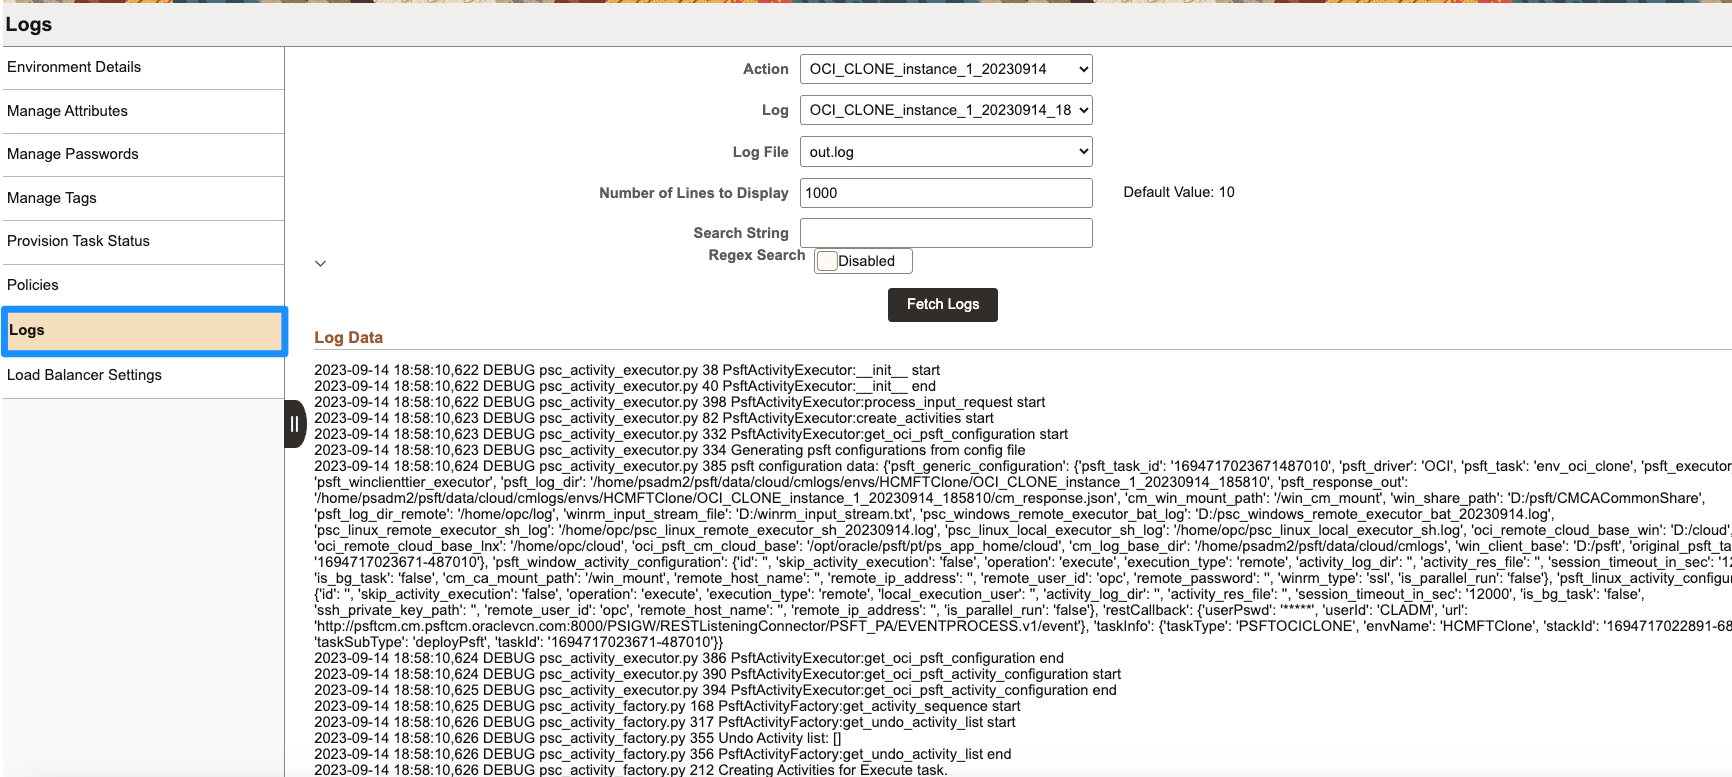 Logs
Environment Details
Manage Attributes
Manage Passwords
Manage Tags
Provision Task Status
Policies
Logs
Load Balancer Settings
Action OCI_CLONE_instance_1_20230914
Log OCI_CLONE_instance_1_20230914_18
Log File out.log
Number of Lines to Display 1000 Default Value: 10
Search String
Regex Search Disabled
Fetch Logs
Log Data
2023-09-14 18:58:10,622 DEBUG psc_activity_executor.py 38 PsftActivityExecutor:__init__ start
2023-09-14 18:58:10,622 DEBUG psc_activity_executor.py 40 PsftActivityExecutor:__init__ end
2023-09-14 18:58:10,622 DEBUG psc_activity_executor.py 398 PsftActivityExecutor:process_input_request start
2023-09-14 18:58:10,623 DEBUG psc_activity_executor.py 82 PsftActivityExecutor:create_activities start
2023-09-14 18:58:10,623 DEBUG psc_activity_executor.py 332 PsftActivityExecutor:get_oci_psft_configuration start
2023-09-14 18:58:10,623 DEBUG psc_activity_executor.py 334 Generating psft configurations from config file
2023-09-14 18:58:10,624 DEBUG psc_activity_executor.py 385 psft configuration data: {'psft_generic_configuration': {'psft_task_id': '1694717023671487010', 'psft_driver': 'OCI', 'psft_task': 'env_oci_clone', 'psft_executor
'psft_winclienttier_executor', 'psft_log_dir': '/home/psadm2/psft/data/cloud/cmlogs/envs/HCMFTClone/OCI_CLONE_instance_1_20230914_185810', 'psft_response_out':
'/home/psadm2/psft/data/cloud/cmlogs/envs/HCMFTClone/OCI_CLONE_instance_1_20230914_185810/cm_response.json', 'cm_win_mount_path': '/win_cm_mount', 'win_share_path': 'D:/psft/CMCACommonShare',
'psft_log_dir_remote': '/home/opc/log', 'winrm_input_stream_file': 'D:/winrm_input_stream.txt', 'psc_windows_remote_executor_bat_log': 'D:/psc_windows_remote_executor_bat_20230914.log',
'psc_linux_remote_executor_sh_log': '/home/opc/psc_linux_remote_executor_sh_20230914.log', 'psc_linux_local_executor_sh_log': '/home/opc/psc_linux_local_executor_sh.log', 'oci_remote_cloud_base_win': 'D:/cloud',
'oci_remote_cloud_base_lnx': '/home/opc/cloud', 'oci_psft_cm_cloud_base': '/opt/oracle/psft/pt/ps_app_home/cloud', 'cm_log_base_dir': '/home/psadm2/psft/data/cloud/cmlogs', 'win_client_base': 'D:/psft', 'original_psft_ta
'1694717023671-487010'}, 'psft_window_activity_configuration': {'id': '', 'skip_activity_execution': 'false', 'operation': 'execute', 'execution_type': 'remote', 'activity_log_dir': '', 'activity_res_file': '', 'session_timeout_in_sec': '12
'is_bg_task': 'false', 'cm_ca_mount_path': '/win_mount', 'remote_host_name': '', 'remote_ip_address': '', 'remote_user_id': 'opc', 'remote_password': '', 'winrm_type': 'ssl', 'is_parallel_run': 'false'}, 'psft_linux_activity_configur
{'id': '', 'skip_activity_execution': 'false', 'operation': 'execute', 'execution_type': 'remote', 'local_execution_user': '', 'activity_log_dir': '', 'activity_res_file': '', 'session_timeout_in_sec': '12000', 'is_bg_task': 'false',
'ssh_private_key_path': '', 'remote_user_id': 'opc', 'remote_host_name': '', 'remote_ip_address': '', 'is_parallel_run': 'false'}, 'restCallback': {'userPswd': '*****', 'userId': 'CLADM', 'url':
'http://psftcm.cm.psftcm.oraclevcn.com:8000/PSIGW/RESTListeningConnector/PSFT_PA/EVENTPROCESS.v1/event'}, 'taskInfo': {'taskType': 'PSFTOCICLONE', 'envName': 'HCMFTClone', 'stackId': '1694717022891-68
'taskSubType': 'deployPsft', 'taskId': '1694717023671-487010'}}
2023-09-14 18:58:10,624 DEBUG psc_activity_executor.py 386 PsftActivityExecutor:get_oci_psft_configuration end
2023-09-14 18:58:10,624 DEBUG psc_activity_executor.py 390 PsftActivityExecutor:get_oci_psft_activity_configuration start
2023-09-14 18:58:10,625 DEBUG psc_activity_executor.py 394 PsftActivityExecutor:get_oci_psft_activity_configuration end
2023-09-14 18:58:10,625 DEBUG psc_activity_factory.py 168 PsftActivityFactory:get_activity_sequence start
2023-09-14 18:58:10,626 DEBUG psc_activity_factory.py 317 PsftActivityFactory:get_undo_activity_list start
2023-09-14 18:58:10,626 DEBUG psc_activity_factory.py 355 Undo Activity list: []
2023-09-14 18:58:10,626 DEBUG psc_activity_factory.py 356 PsftActivityFactory:get_undo_activity_list end
2023-09-14 18:58:10,626 DEBUG psc_activity_factory.py 212 Creating Activities for Execute task.